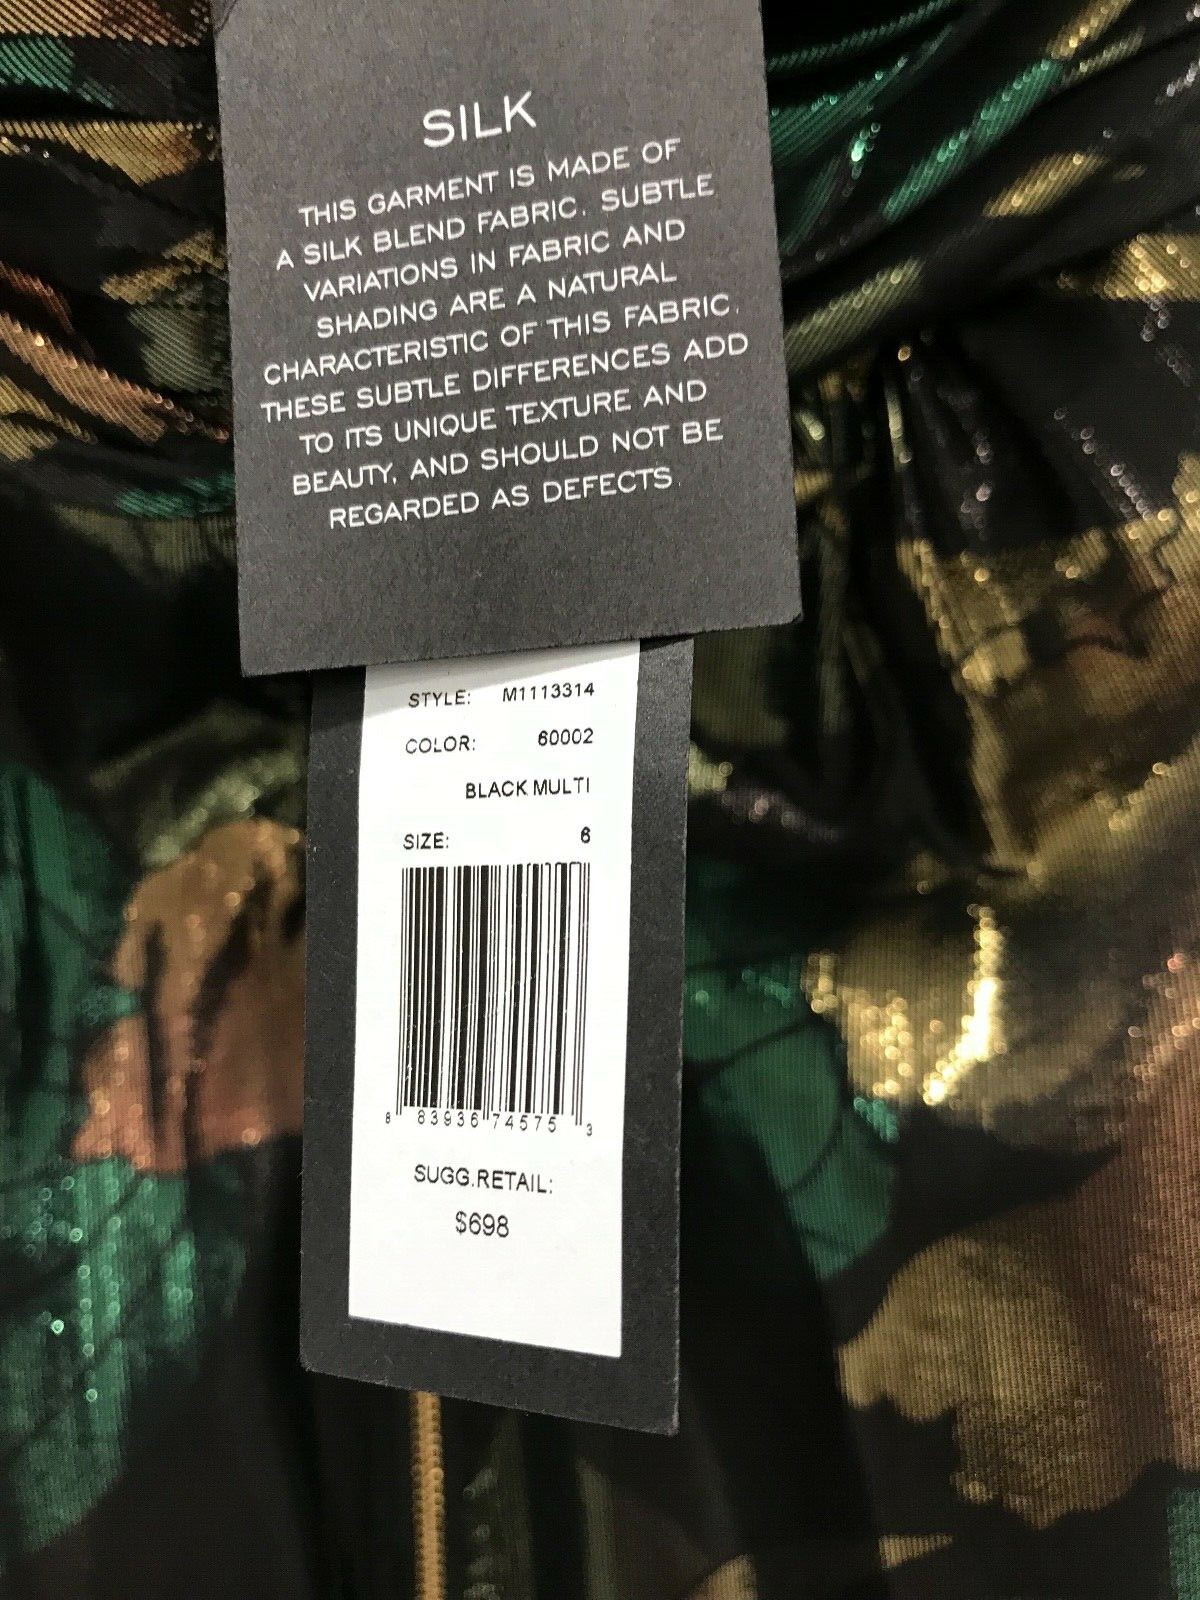 SILK
THIS GARMENT IS MADE OF
A SILK BLEND FABRIC. SUBTLE
VARIATIONS IN FABRIC AND
SHADING ARE A NATURAL
CHARACTERISTIC OF THIS FABRIC.
THESE SUBTLE DIFFERENCES ADD
TO ITS UNIQUE TEXTURE AND
BEAUTY, AND SHOULD NOT BE
REGARDED AS DEFECTS.
STYLE: M1113314
COLOR: 60002
BLACK MULTI
SIZE: 6
8 83936 74575 3
SUGG.RETAIL:
$698